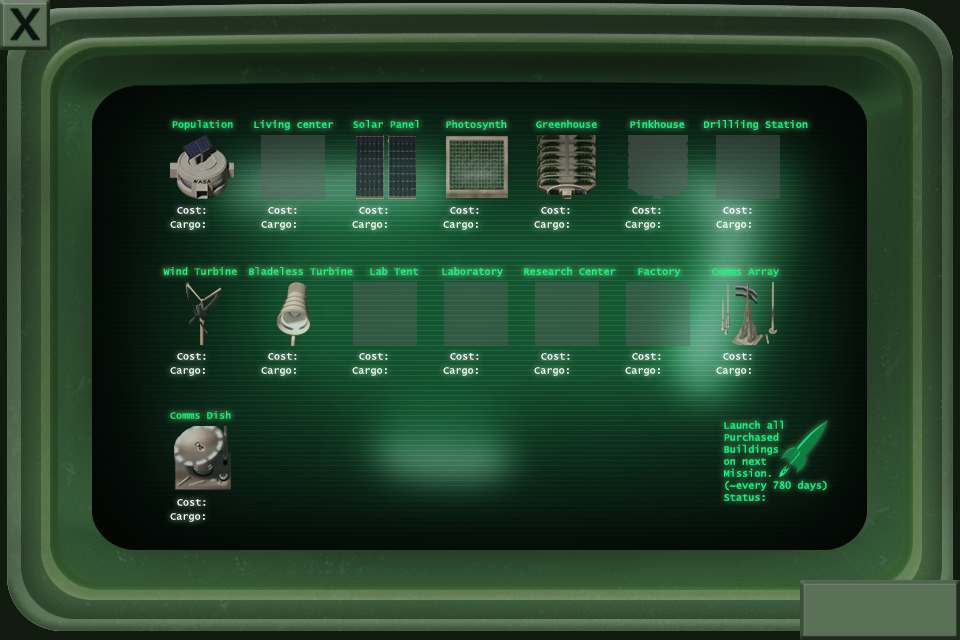 X
Population Living center Solar Panel Photosynth Greenhouse Pinkhouse Drilliing Station
NASA
Cost: Cost: Cost: Cost: Cost: Cost: Cost:
Cargo: Cargo: Cargo: Cargo: Cargo: Cargo: Cargo:
Wind Turbine Bladeless Turbine Lab Tent Laboratory Research Center Factory Comms Array
Cost: Cost: Cost: Cost: Cost: Cost: Cost:
Cargo: Cargo: Cargo: Cargo: Cargo: Cargo: Cargo:
Comms Dish
Cost:
Cargo:
Launch all
Purchased
Buildings
on next
Mission.
(~every 780 days)
Status: